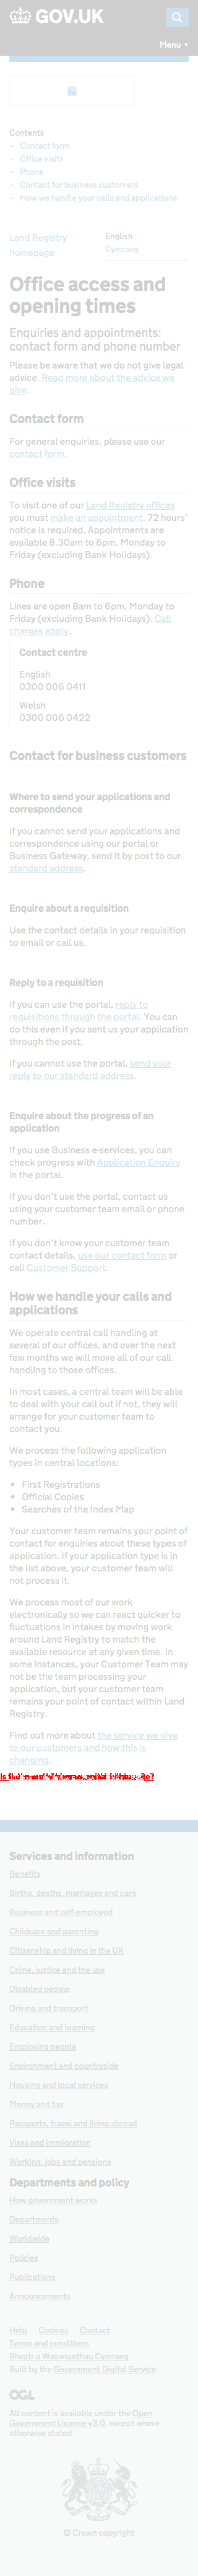 GOV.UK
Menu
Contents
Contact form
Office visits
Phone
Contact for business customers
How we handle your calls and applications
Land Registry
homepage
English
Cymraeg
Office access and
opening times
Enquiries and appointments:
contact form and phone number
Please be aware that we do not give legal
advice. Read more about the advice we
give.
Contact form
For general enquiries, please use our
contact form.
Office visits
To visit one of our Land Registry offices
you must make an appointment. 72 hours'
notice is required. Appointments are
available 8.30am to 6pm, Monday to
Friday (excluding Bank Holidays).
Phone
Lines are open 8am to 6pm, Monday to
Friday (excluding Bank Holidays). Call
charges apply.
Contact centre
English
0300 006 0411
Welsh
0300 006 0422
Contact for business customers
Where to send your applications and
correspondence
If you cannot send your applications and
correspondence using our portal or
Business Gateway, send it by post to our
standard address.
Enquire about a requisition
Use the contact details in your requisition
to email or call us.
Reply to a requisition
If you can use the portal, reply to
requisitions through the portal. You can
do this even if you sent us your application
through the post.
If you cannot use the portal, send your
reply to our standard address.
Enquire about the progress of an
application
If you use Business e-services, you can
check progress with Application Enquiry
in the portal.
If you don't use the portal, contact us
using your customer team email or phone
number.
If you don't know your customer team
contact details, use our contact form or
call Customer Support.
How we handle your calls and
applications
We operate central call handling at
several of our offices, and over the next
few months we will move all of our call
handling to those offices.
In most cases, a central team will be able
to deal with your call but if not, they will
arrange for your customer team to
contact you.
We process the following application
types in central locations:
First Registrations
Official Copies
Searches of the Index Map
Your customer team remains your point of
contact for enquiries about these types of
application. If your application type is in
the list above, your customer team will
not process it.
We process most of our work
electronically so we can react quicker to
fluctuations in intakes by moving work
around Land Registry to match the
available resource at any given time. In
some instances, your Customer Team may
not be the team processing your
application, but your customer team
remains your point of contact within Land
Registry.
Find out more about the service we give
to our customers and how this is
changing.
Services and information
Benefits
Births, deaths, marriages and care
Business and self-employed
Childcare and parenting
Citizenship and living in the UK
Crime, justice and the law
Disabled people
Driving and transport
Education and learning
Employing people
Environment and countryside
Housing and local services
Money and tax
Passports, travel and living abroad
Visas and immigration
Working, jobs and pensions
Departments and policy
How government works
Departments
Worldwide
Policies
Publications
Announcements
Help Cookies Contact
Terms and conditions
Rhestr o Wasanaethau Cymraeg
Built by the Government Digital Service
OGL
All content is available under the Open
Government Licence v3.0, except where
otherwise stated
© Crown copyright